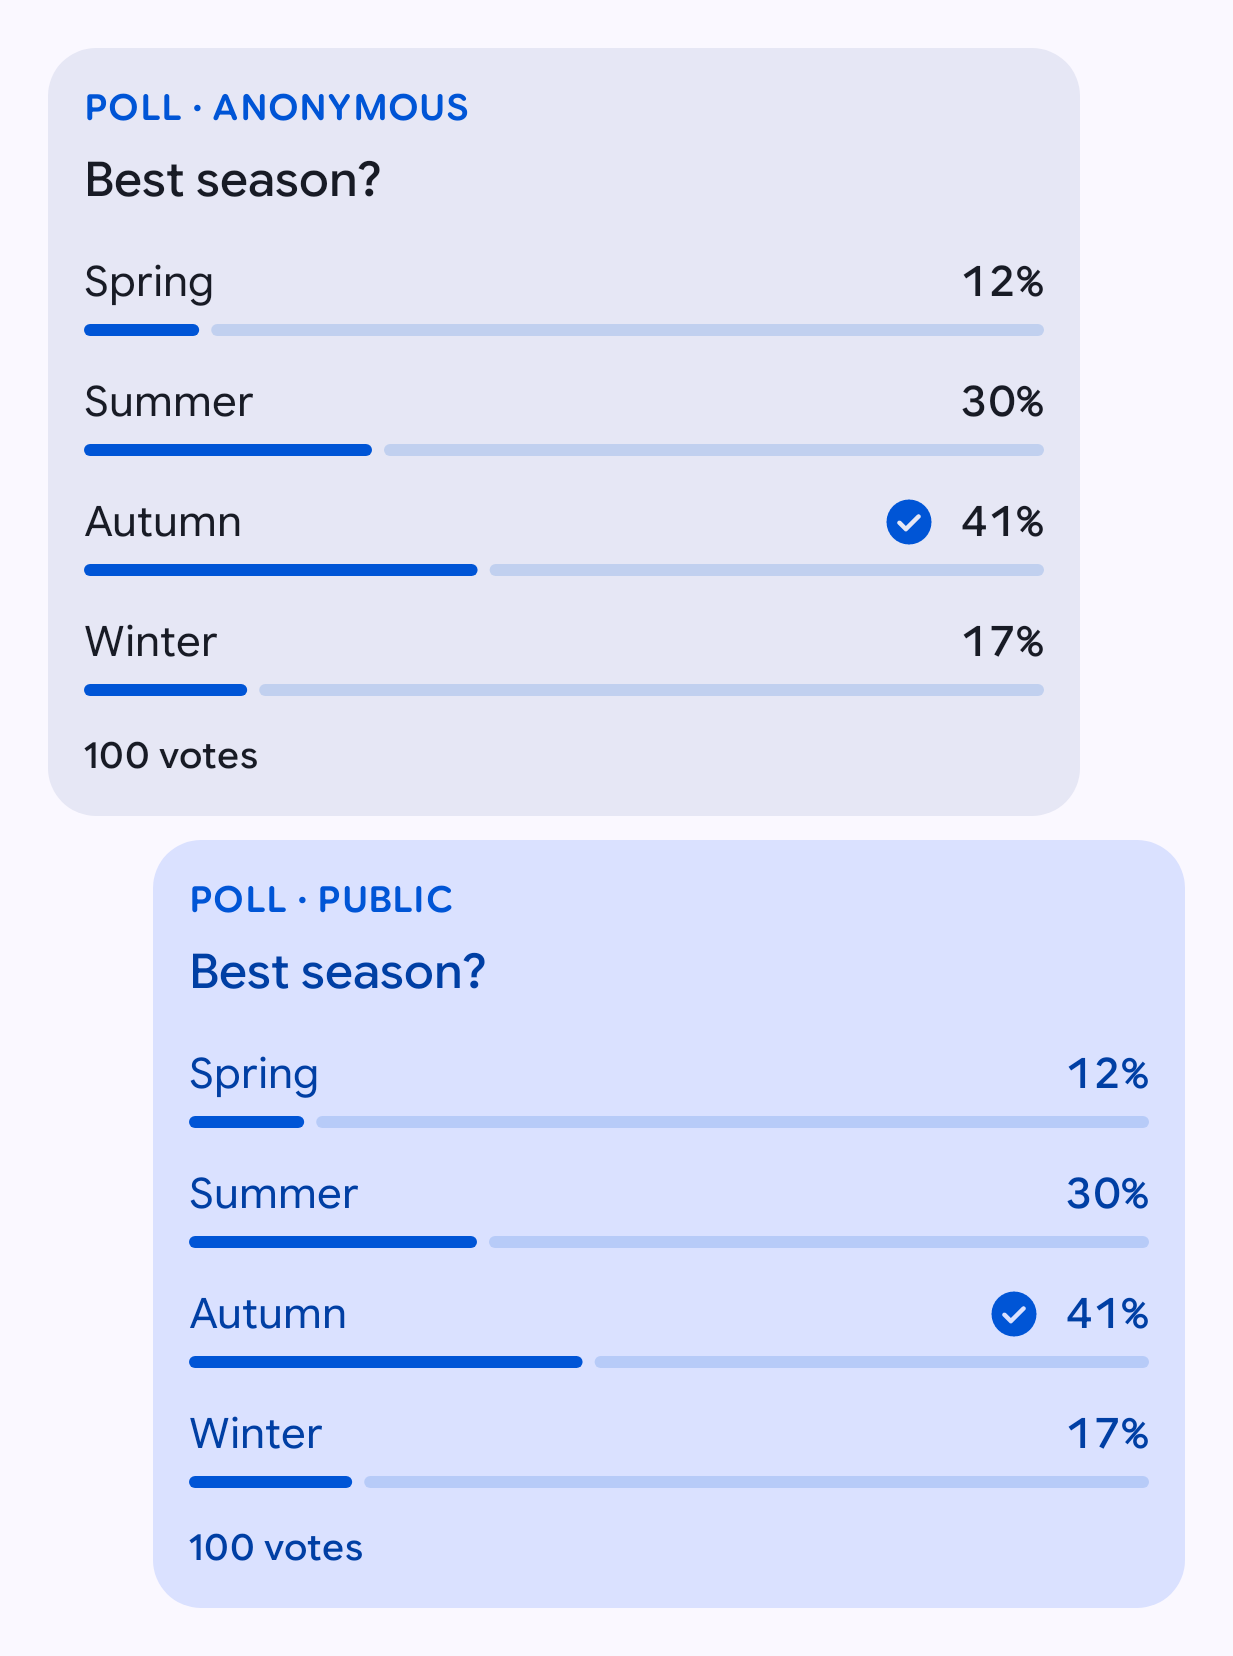 POLL · ANONYMOUS
Best season?
Spring 12%
Summer 30%
Autumn 41%
Winter 17%
100 votes
POLL · PUBLIC
Best season?
Spring 12%
Summer 30%
Autumn 41%
Winter 17%
100 votes